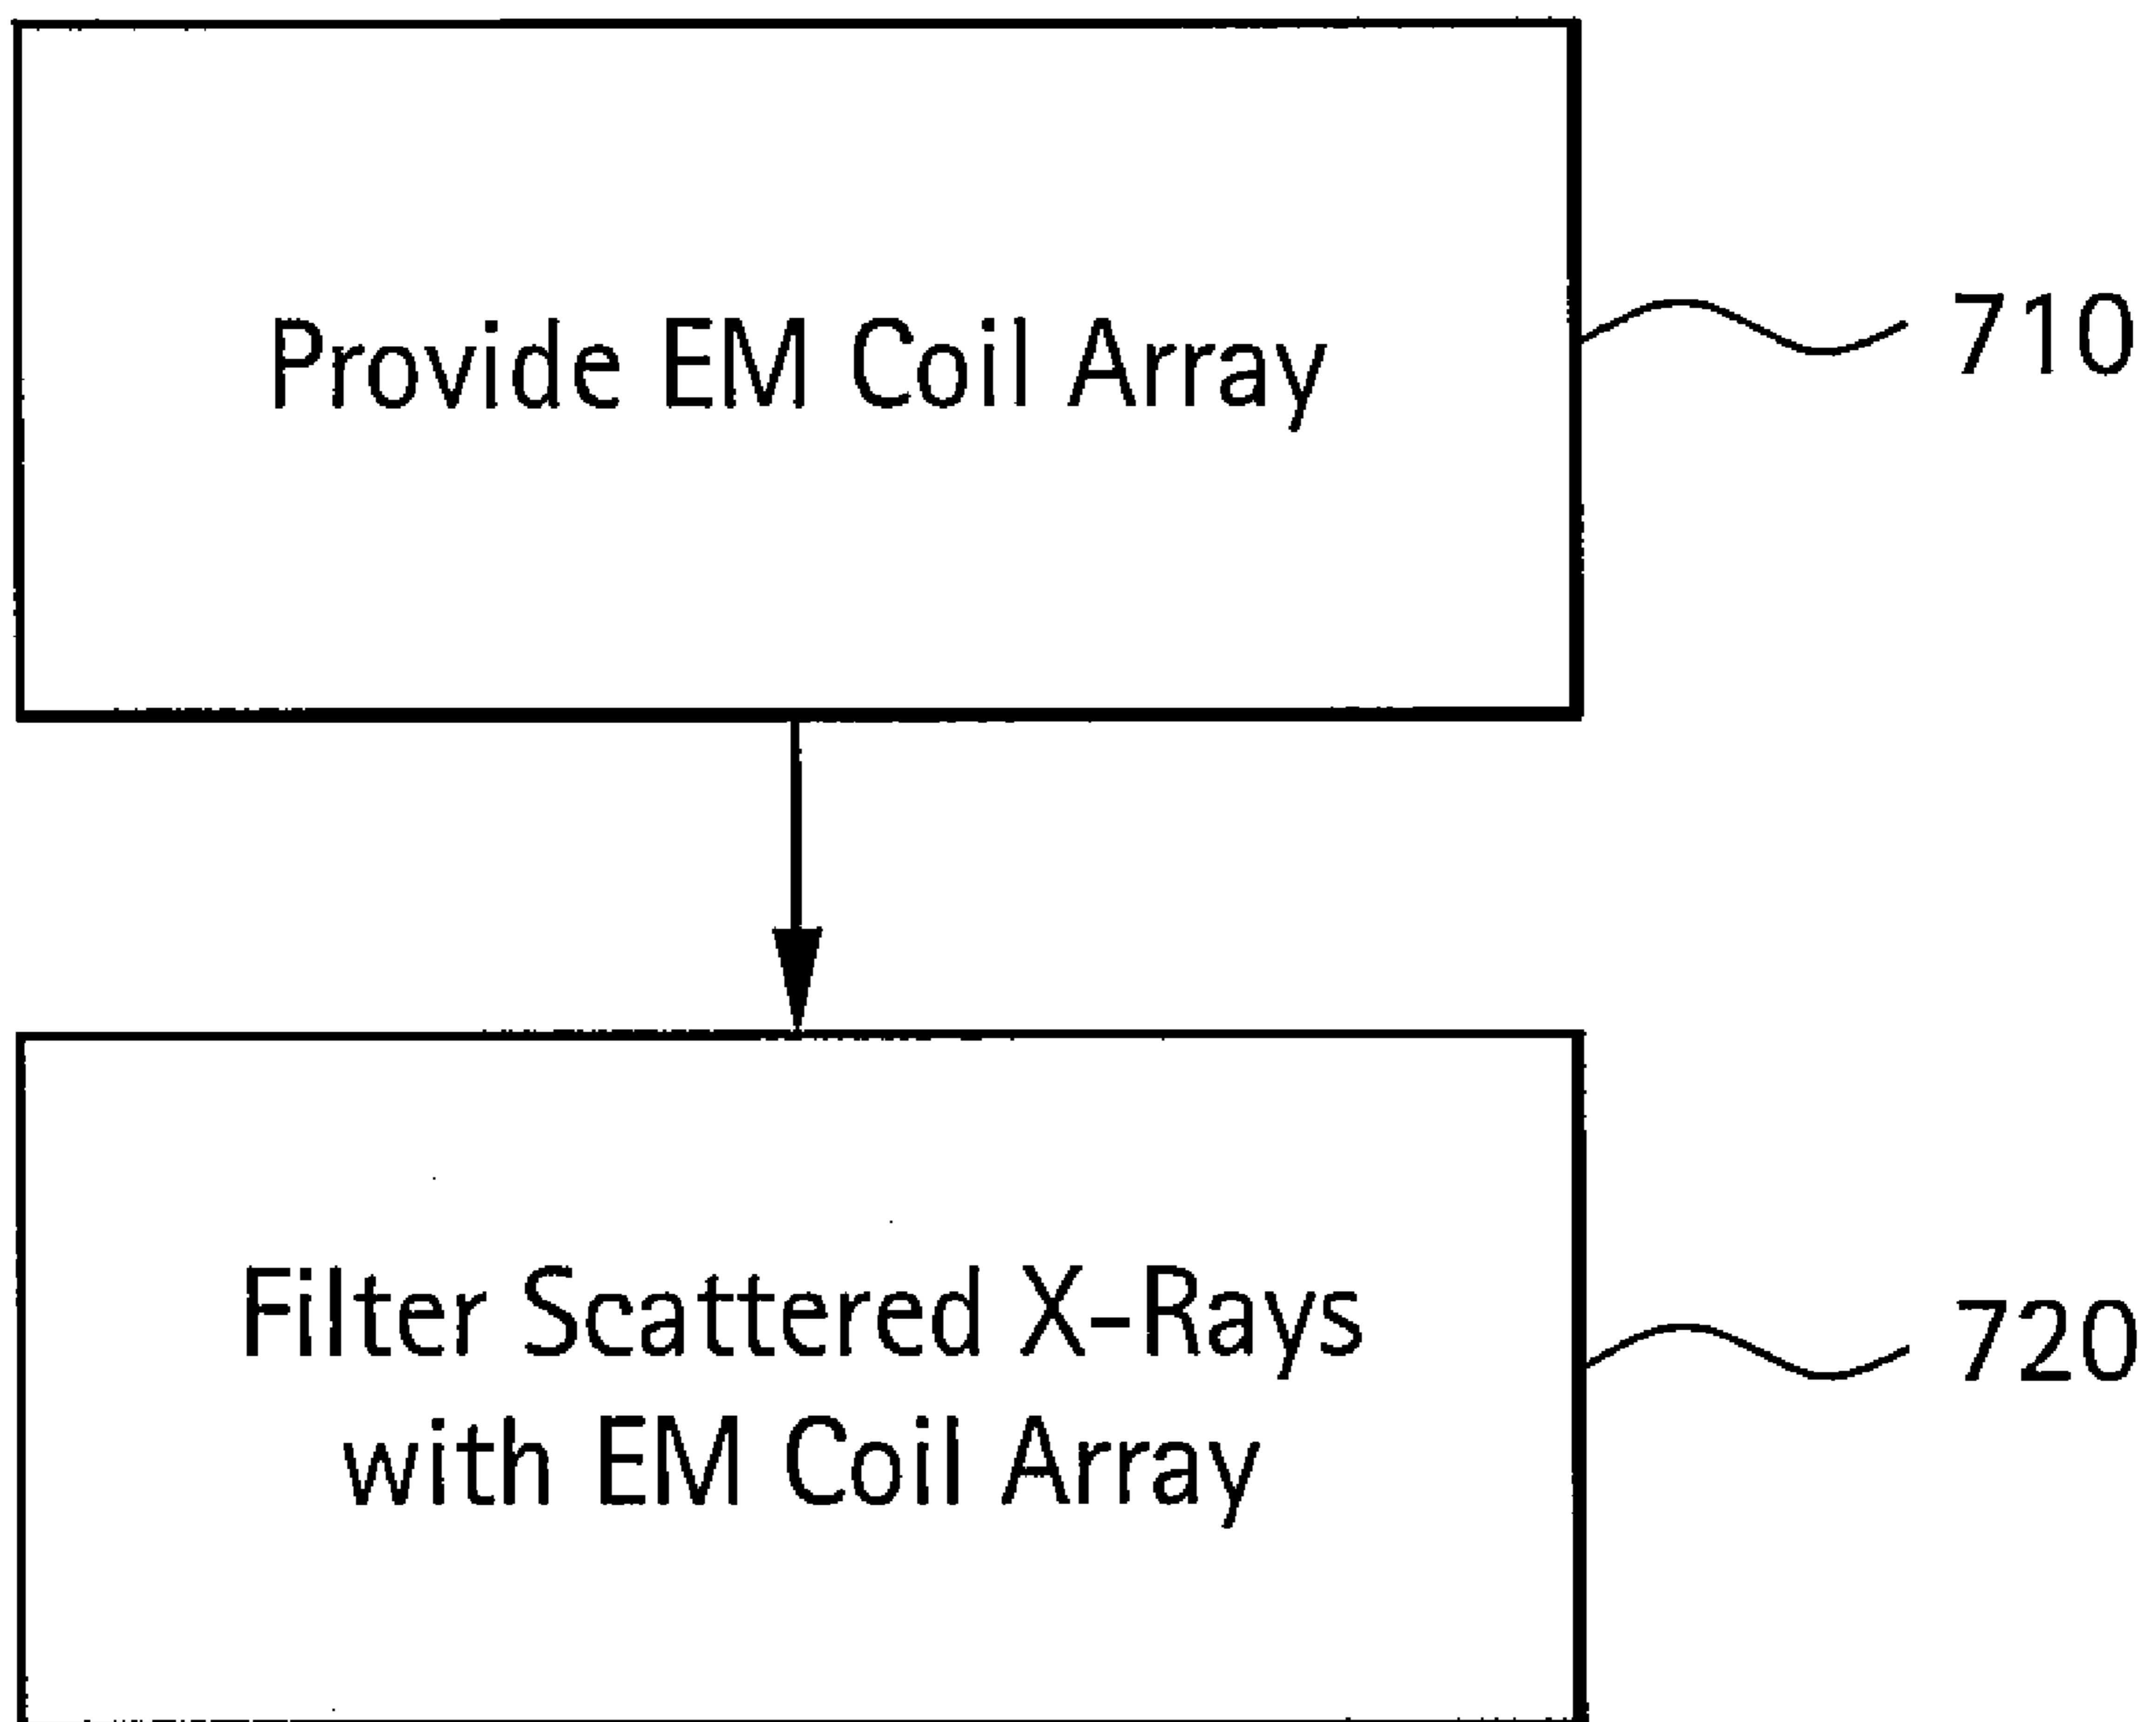 Provide EM Coil Array
710
Filter Scattered X-Rays
with EM Coil Array
720